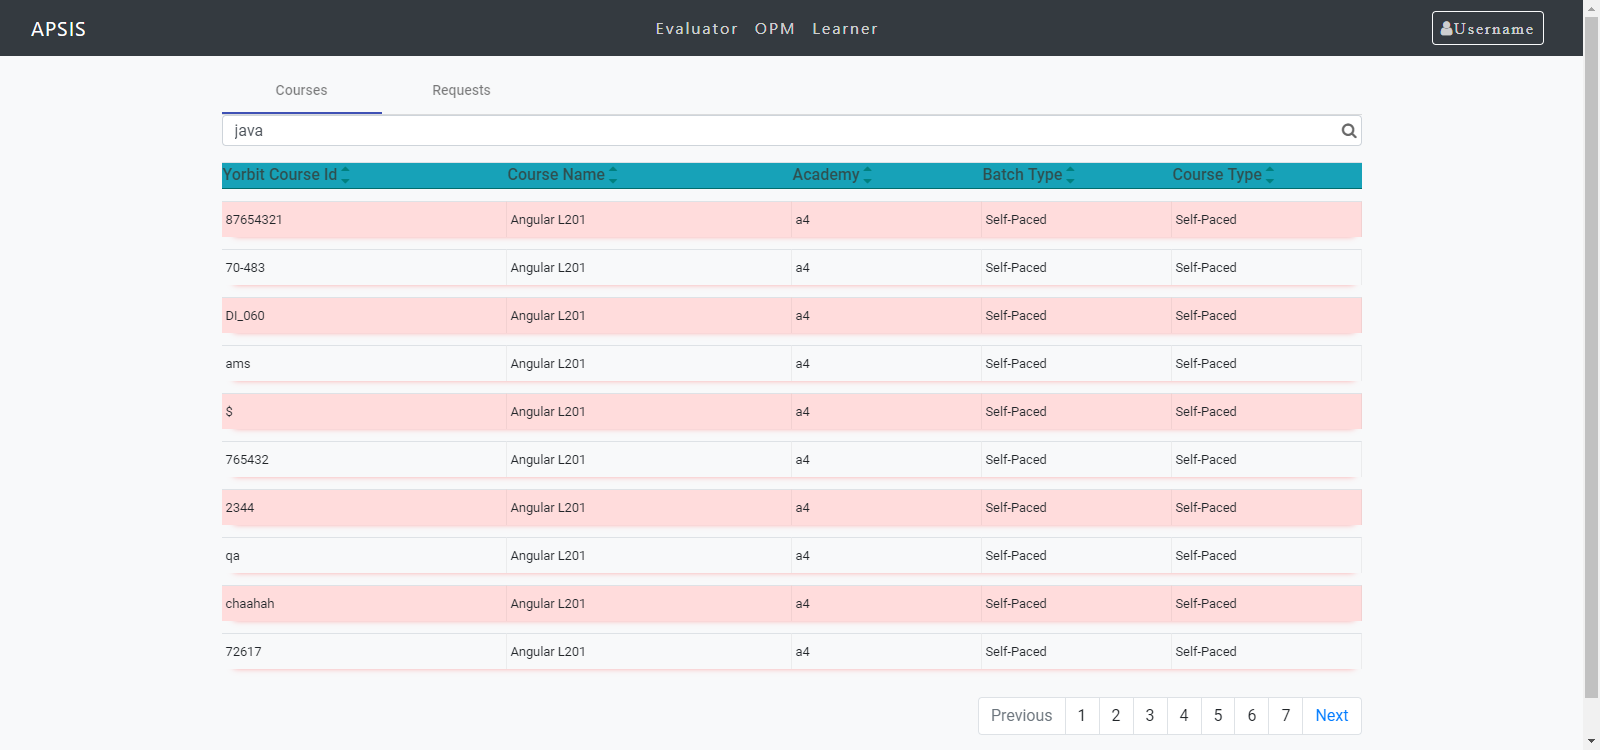 APSIS Evaluator OPM Learner Username
Courses Requests
java
Yorbit Course Id Course Name Academy Batch Type Course Type
87654321 Angular L201 a4 Self-Paced Self-Paced
70-483 Angular L201 a4 Self-Paced Self-Paced
DI_060 Angular L201 a4 Self-Paced Self-Paced
ams Angular L201 a4 Self-Paced Self-Paced
$ Angular L201 a4 Self-Paced Self-Paced
765432 Angular L201 a4 Self-Paced Self-Paced
2344 Angular L201 a4 Self-Paced Self-Paced
qa Angular L201 a4 Self-Paced Self-Paced
chaahah Angular L201 a4 Self-Paced Self-Paced
72617 Angular L201 a4 Self-Paced Self-Paced
Previous 1 2 3 4 5 6 7 Next